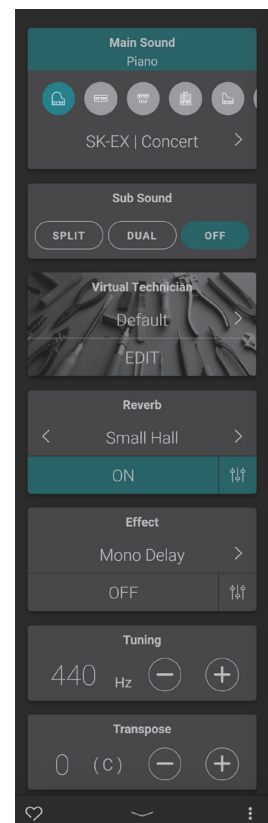 Main Sound
Piano
SK-EX | Concert
Sub Sound
SPLIT DUAL OFF
Virtual Technician
Default
EDIT
Reverb
Small Hall
ON
Effect
Mono Delay
OFF
Tuning
440 Hz
Transpose
0 (C)